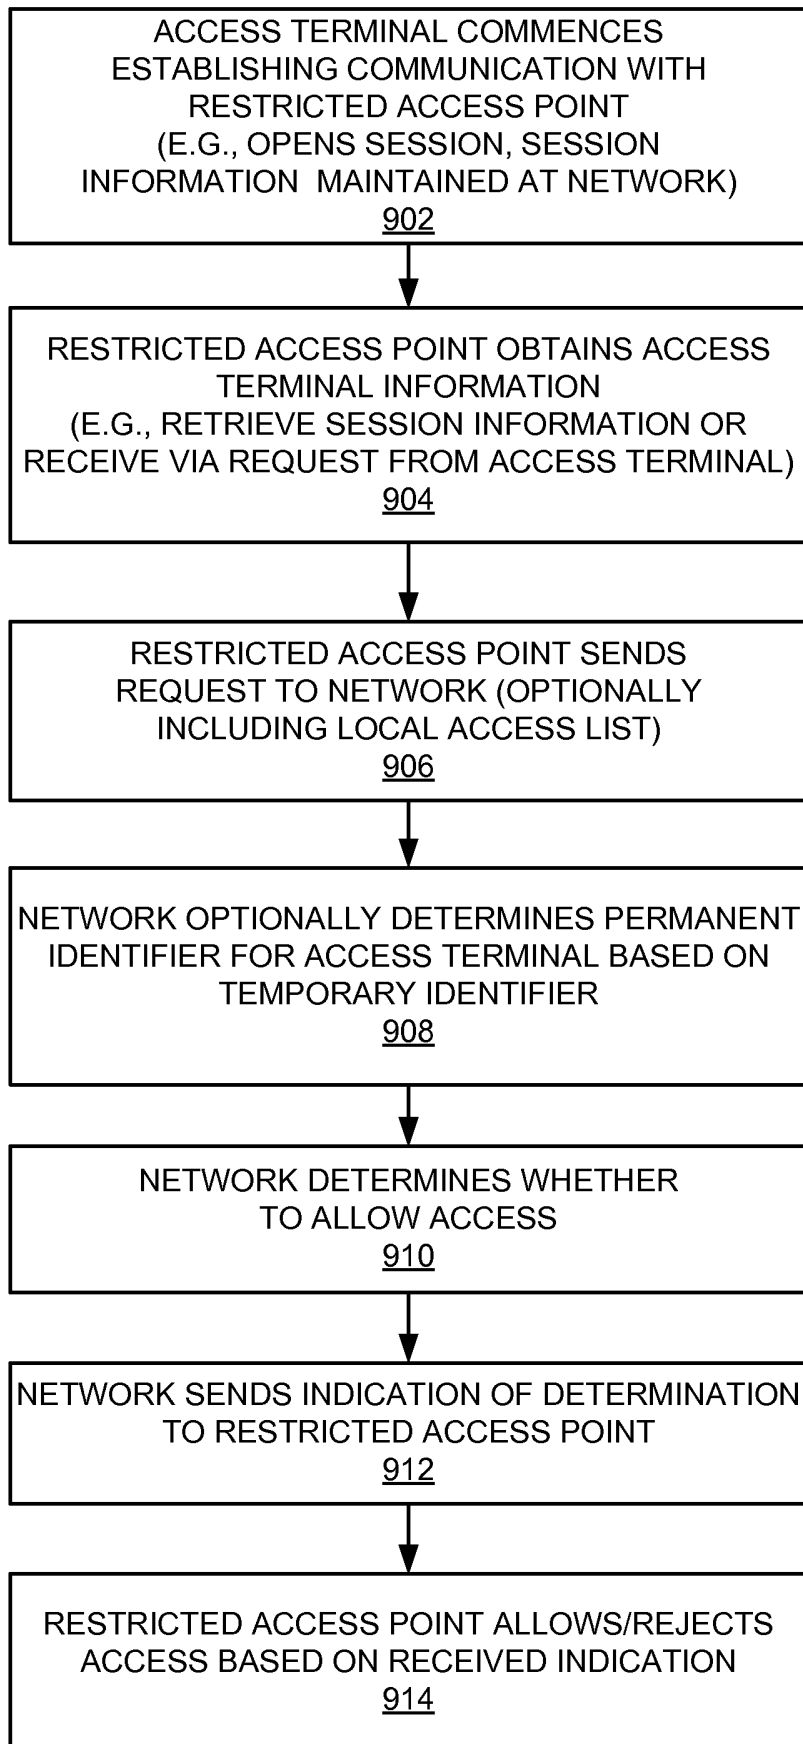 ACCESS TERMINAL COMMENCES
ESTABLISHING COMMUNICATION WITH
RESTRICTED ACCESS POINT
(E.G., OPENS SESSION, SESSION
INFORMATION MAINTAINED AT NETWORK)
902
RESTRICTED ACCESS POINT OBTAINS ACCESS
TERMINAL INFORMATION
(E.G., RETRIEVE SESSION INFORMATION OR
RECEIVE VIA REQUEST FROM ACCESS TERMINAL)
904
RESTRICTED ACCESS POINT SENDS
REQUEST TO NETWORK (OPTIONALLY
INCLUDING LOCAL ACCESS LIST)
906
NETWORK OPTIONALLY DETERMINES PERMANENT
IDENTIFIER FOR ACCESS TERMINAL BASED ON
TEMPORARY IDENTIFIER
908
NETWORK DETERMINES WHETHER
TO ALLOW ACCESS
910
NETWORK SENDS INDICATION OF DETERMINATION
TO RESTRICTED ACCESS POINT
912
RESTRICTED ACCESS POINT ALLOWS/REJECTS
ACCESS BASED ON RECEIVED INDICATION
914